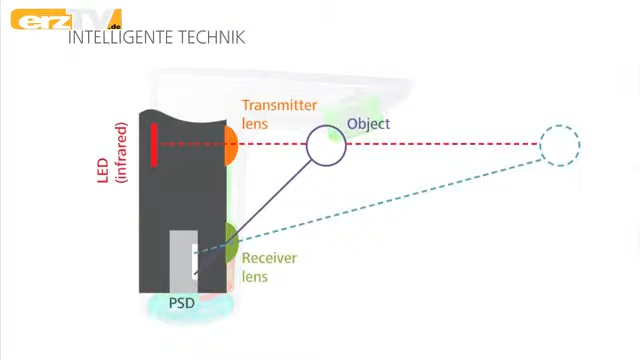 erzTV.de
INTELLIGENTE TECHNIK
Transmitter
lens
Object
LED
(infrared)
Receiver
lens
PSD